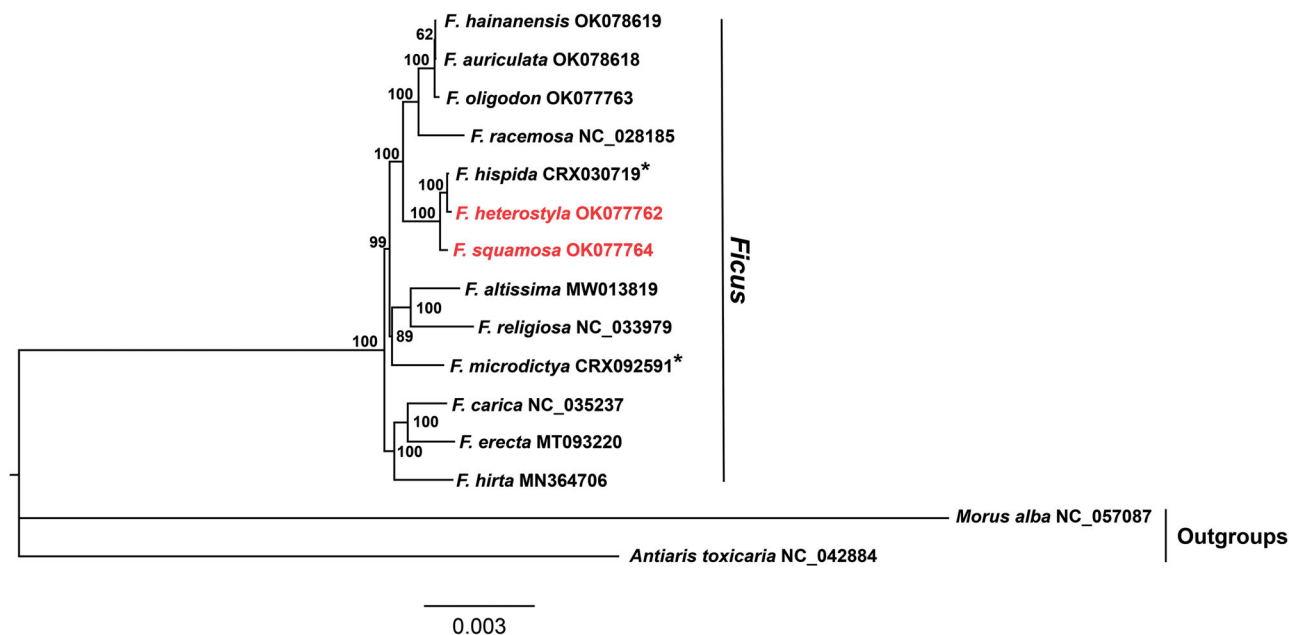 F. hainanensis OK078619
62
F. auriculata OK078618
100
F. oligodon OK077763
100
F. racemosa NC_028185
100
F. hispida CRX030719*
100
F. heterostyla OK077762
100
F. squamosa OK077764
99
F. altissima MW013819
100
F. religiosa NC_033979
89
100
F. microdictya CRX092591*
F. carica NC_035237
100
F. erecta MT093220
100
F. hirta MN364706
Ficus
Morus alba NC_057087
Outgroups
Antiaris toxicaria NC_042884
0.003